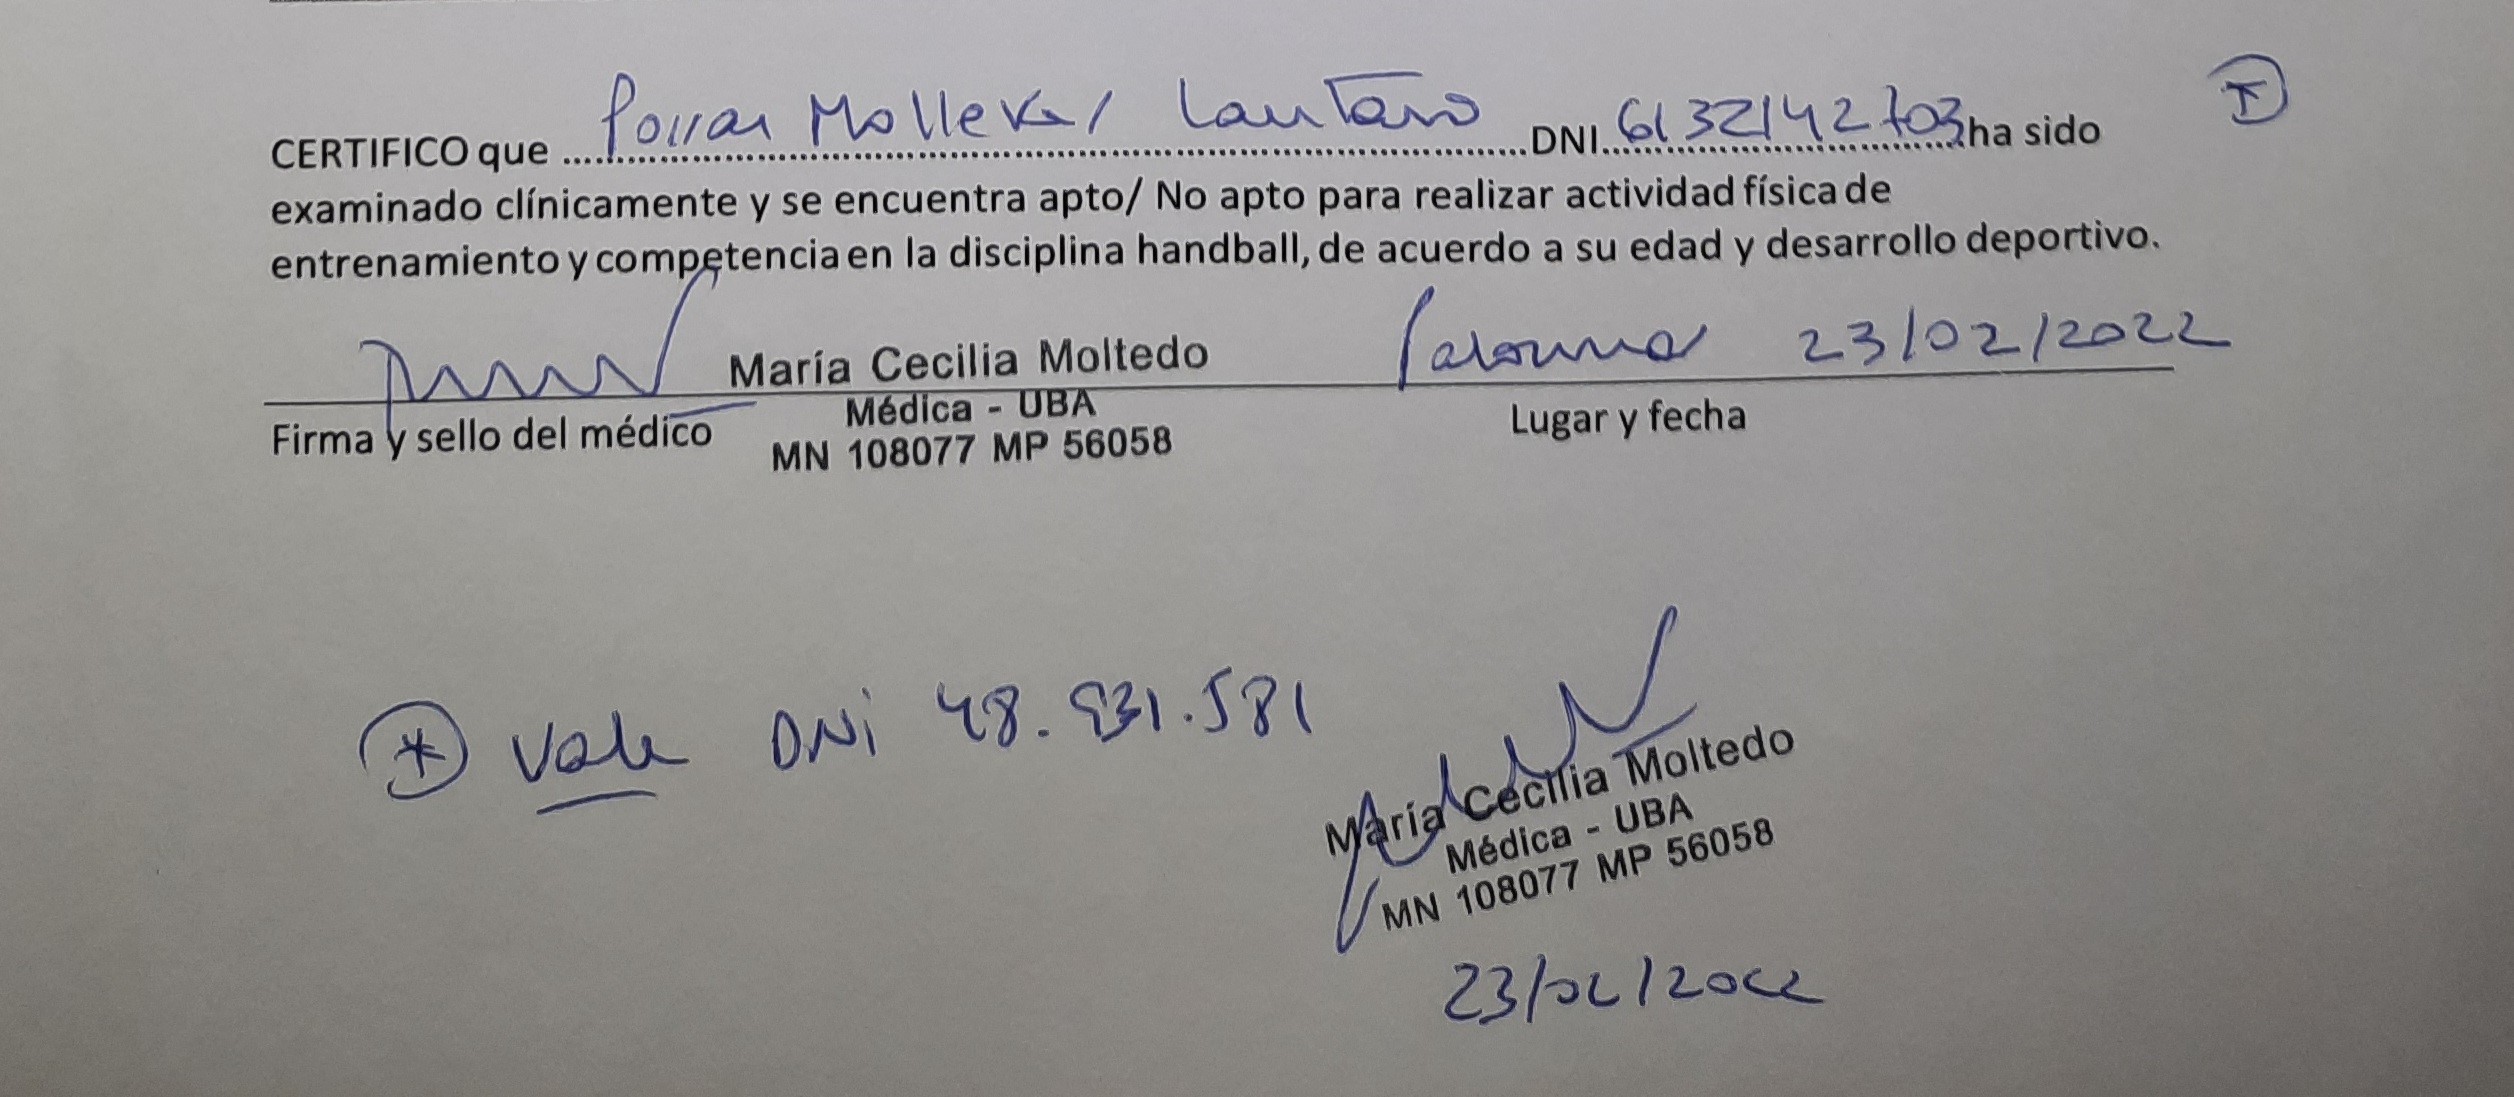 CERTIFICO que Porras Molleker Lautaro DNI 6132142703 ha sido
examinado clínicamente y se encuentra apto/ No apto para realizar actividad física de
entrenamiento y competencia en la disciplina handball, de acuerdo a su edad y desarrollo deportivo.
María Cecilia Moltedo Palomar 23/02/2022
Firma y sello del médico Médica - UBA Lugar y fecha
MN 108077 MP 56058
* Vale DNI 48.931.581
María Cecilia Moltedo
Médica - UBA
MN 108077 MP 56058
23/02/2022